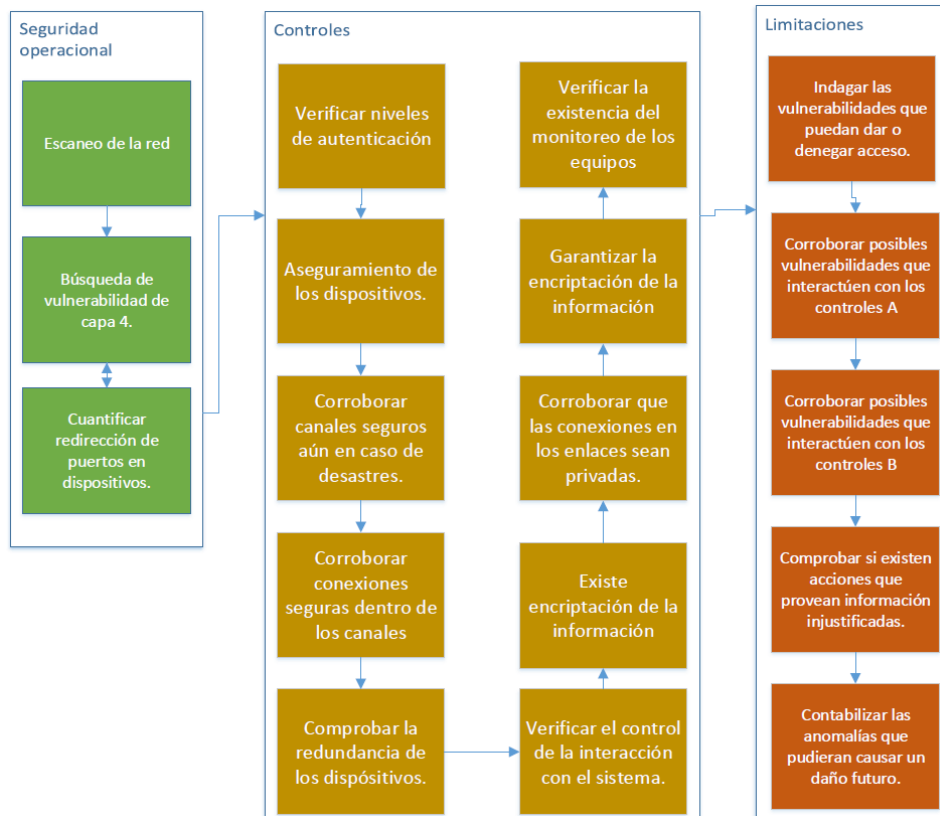 Seguridad
operacional
Escaneo de la red
Búsqueda de
vulnerabilidad de
capa 4.
Cuantificar
redirección de
puertos en
dispositivos.
Controles
Verificar niveles
de autenticación
Aseguramiento de
los dispositivos.
Corroborar
canales seguros
aún en caso de
desastres.
Corroborar
conexiones
seguras dentro de
los canales
Comprobar la
redundancia de
los dispósitivos.
Verificar el control
de la interacción
con el sistema.
Existe
encriptación de la
información
Corroborar que
las conexiones en
los enlaces sean
privadas.
Garantizar la
encriptación de la
información
Verificar la
existencia del
monitoreo de los
equipos
Limitaciones
Indagar las
vulnerabilidades que
puedan dar o
denegar acceso.
Corroborar posibles
vulnerabilidades que
interactúen con los
controles A
Corroborar posibles
vulnerabilidades que
interactúen con los
controles B
Comprobar si existen
acciones que
provean información
injustificadas.
Contabilizar las
anomalías que
pudieran causar un
daño futuro.